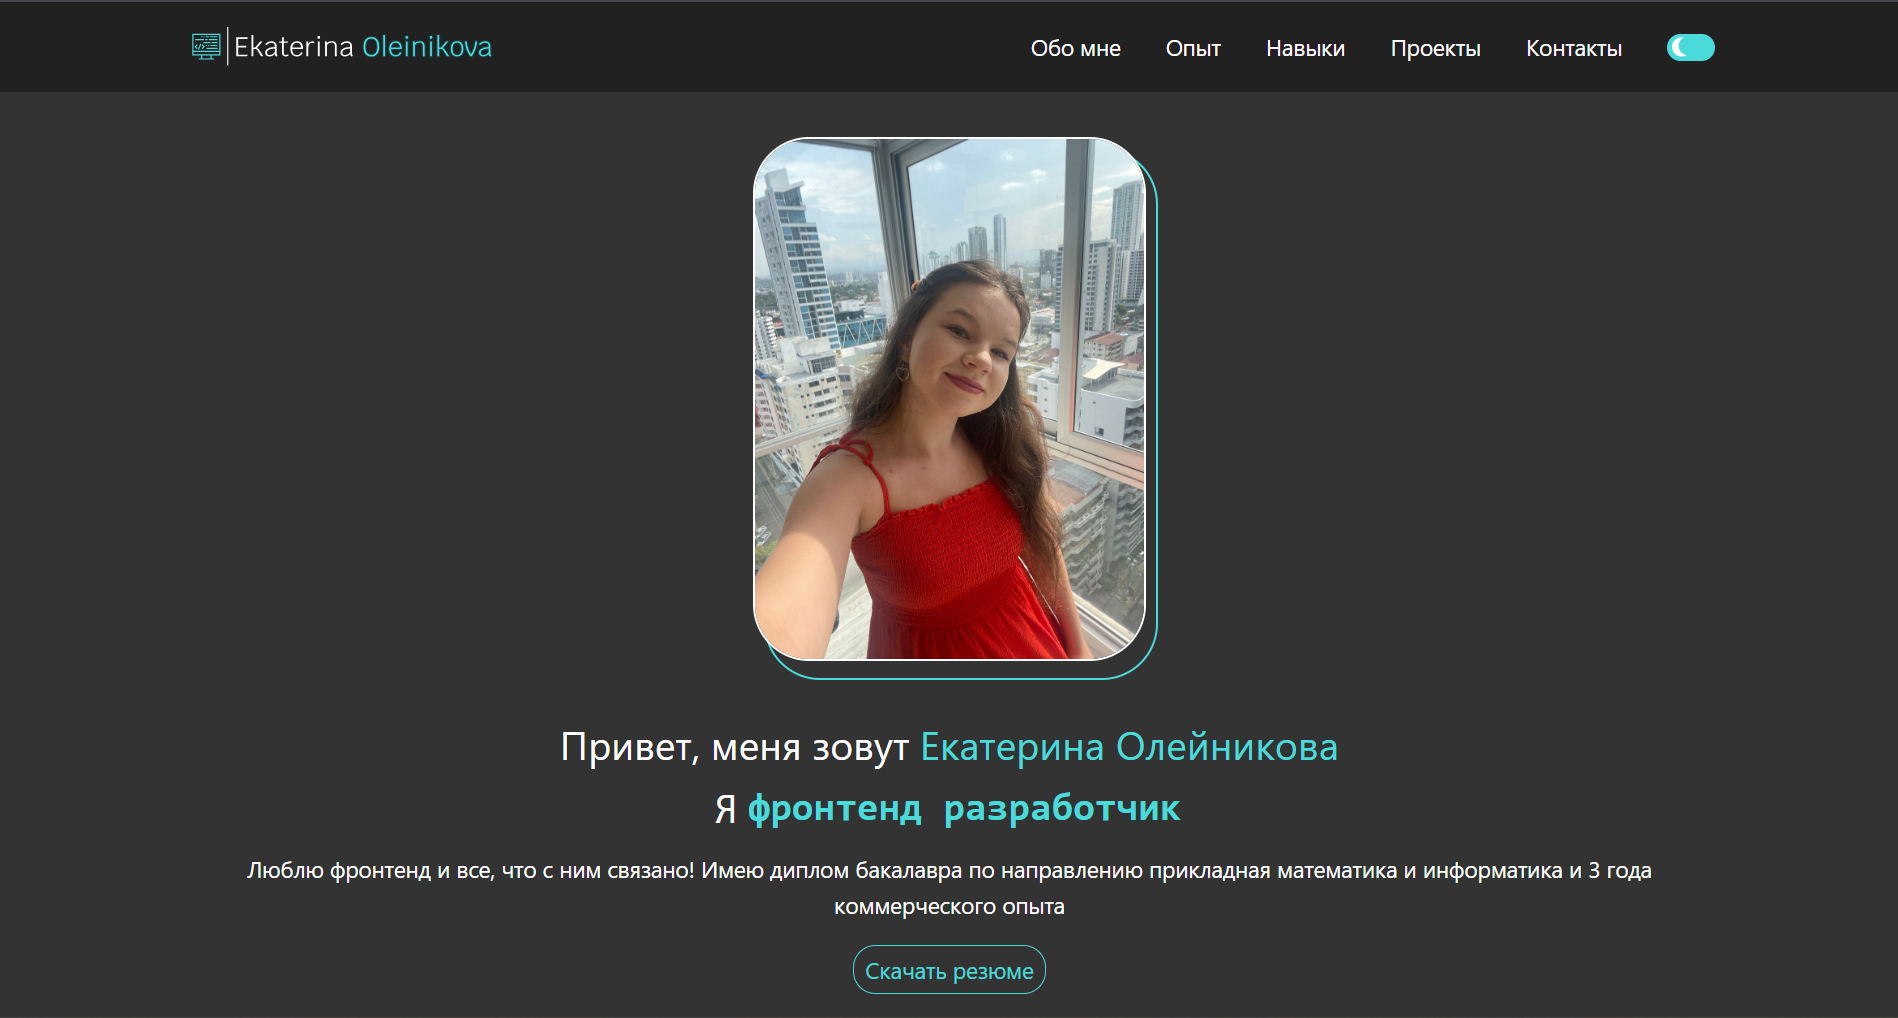 Ekaterina Oleinikova
Обо мне
Опыт
Навыки
Проекты
Контакты
Привет, меня зовут Екатерина Олейникова
Я фронтенд разработчик
Люблю фронтенд и все, что с ним связано! Имею диплом бакалавра по направлению прикладная математика и информатика и 3 года
коммерческого опыта
Скачать резюме